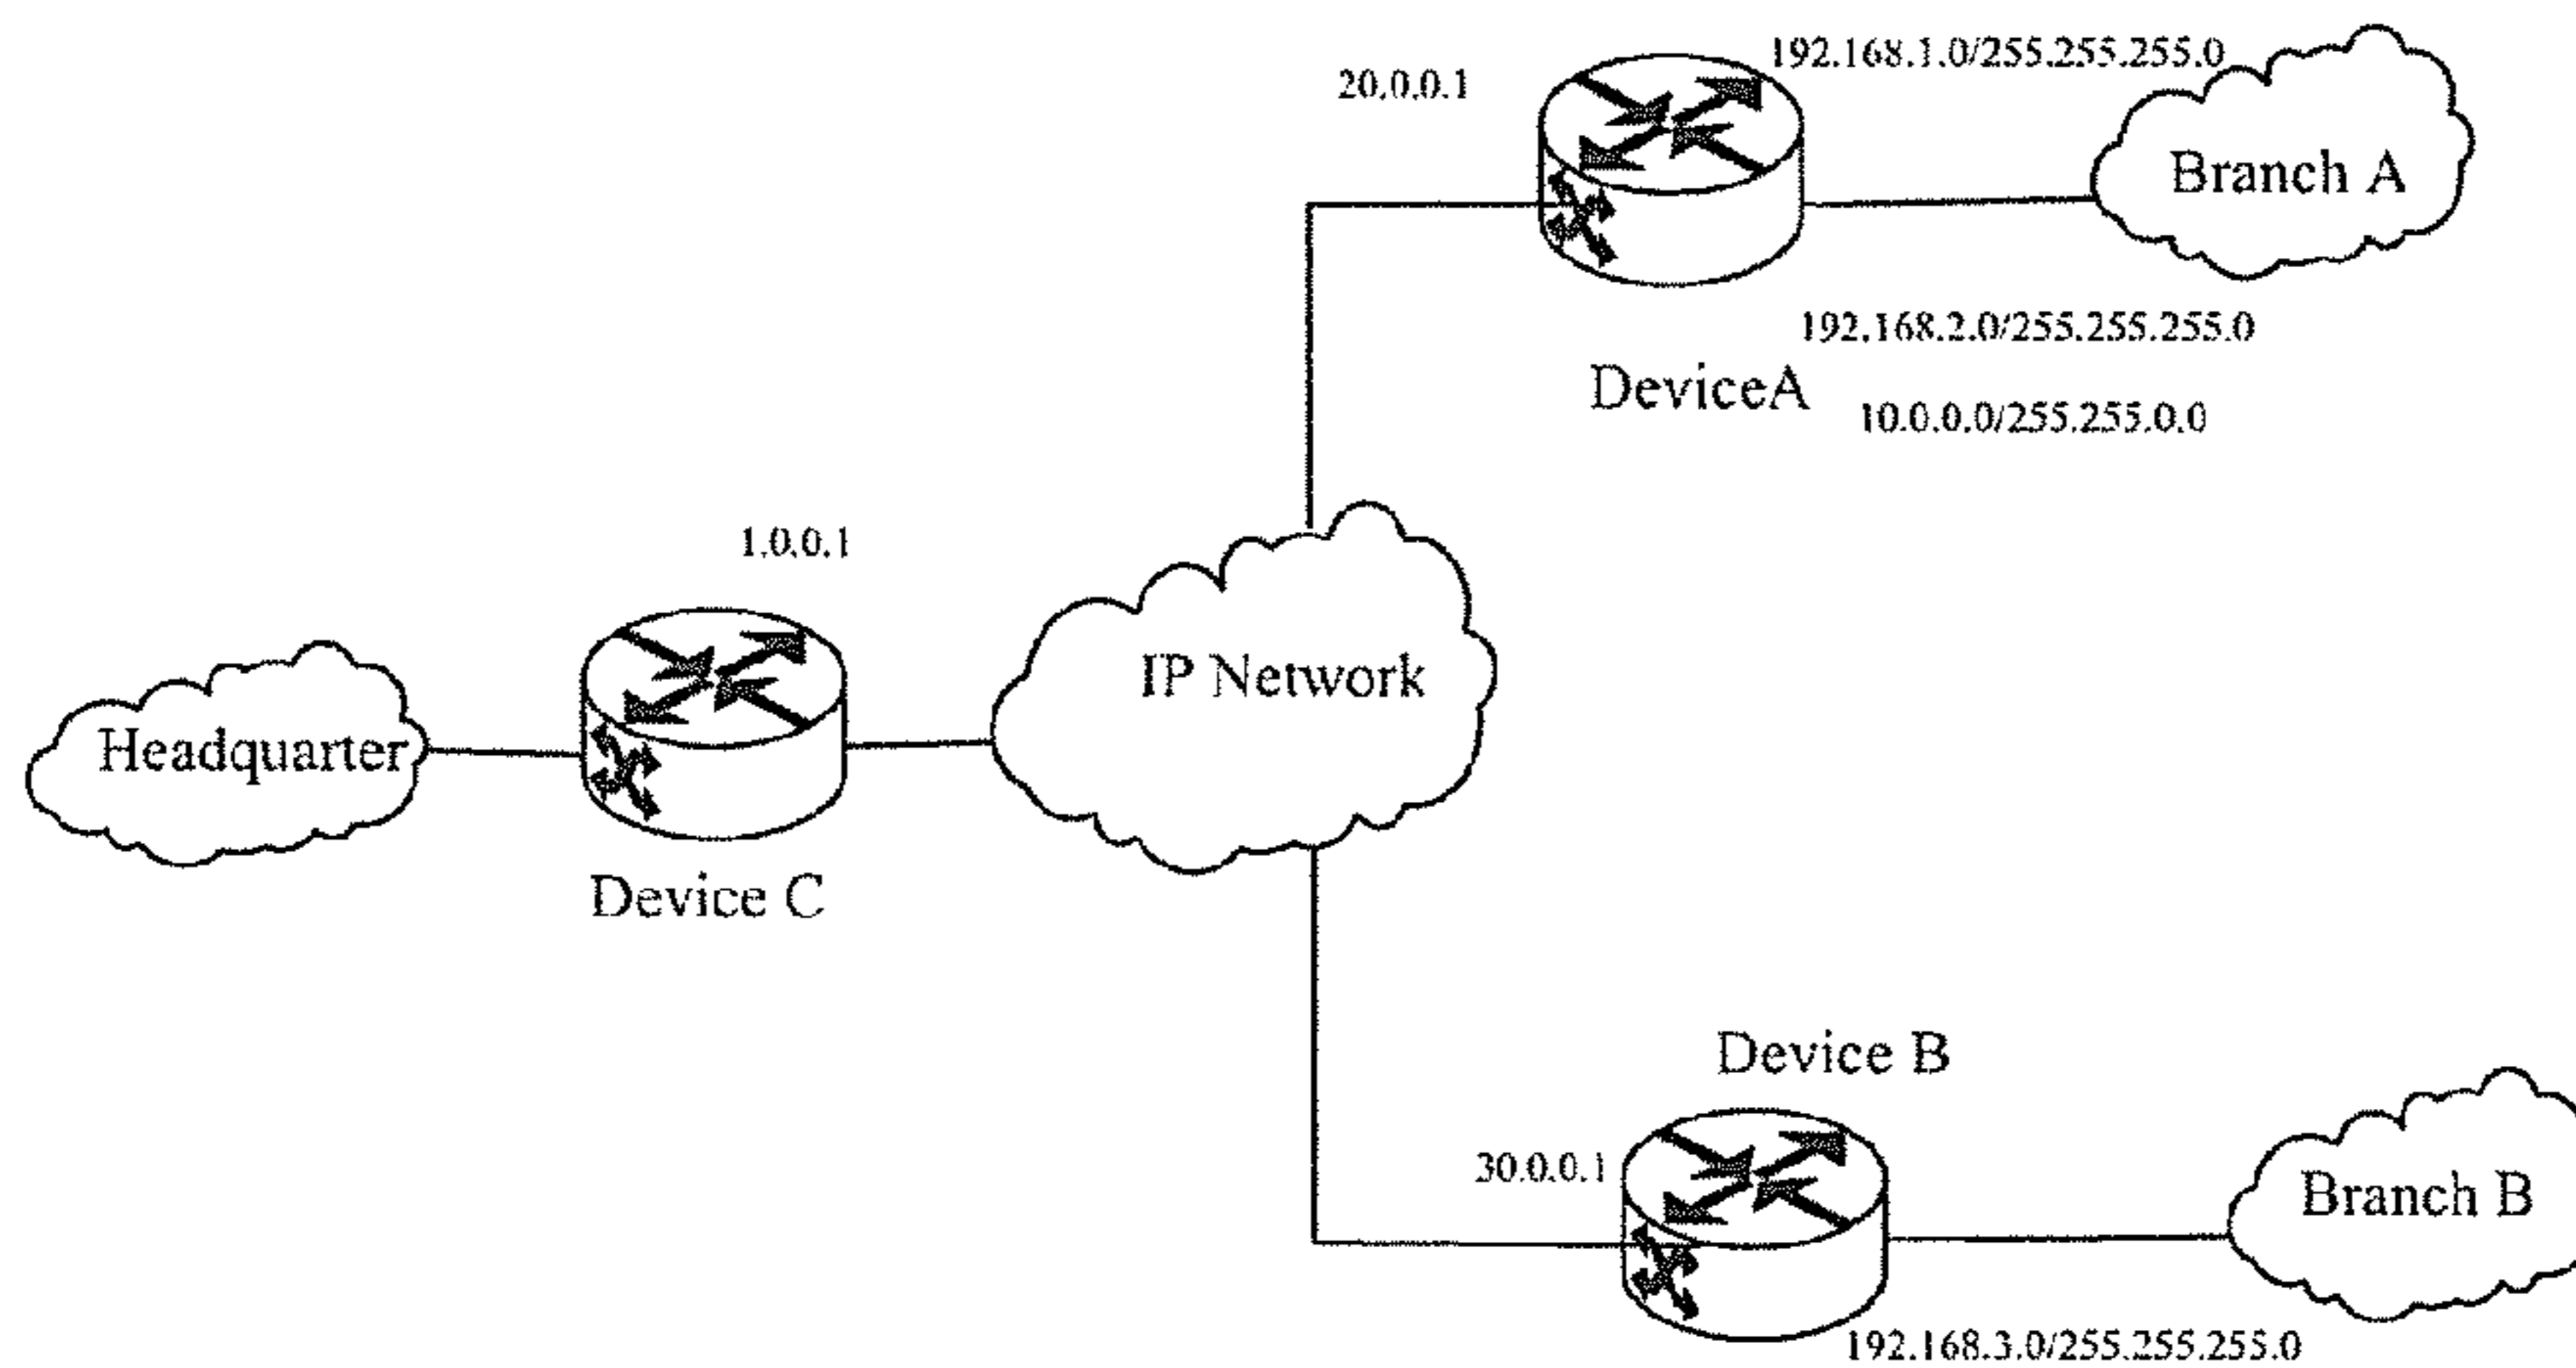 192.168.1.0/255.255.255.0
20.0.0.1
Branch A
192.168.2.0/255.255.255.0
DeviceA
10.0.0.0/255.255.0.0
1.0.0.1
IP Network
Headquarter
Device C
Device B
30.0.0.1
Branch B
192.168.3.0/255.255.255.0